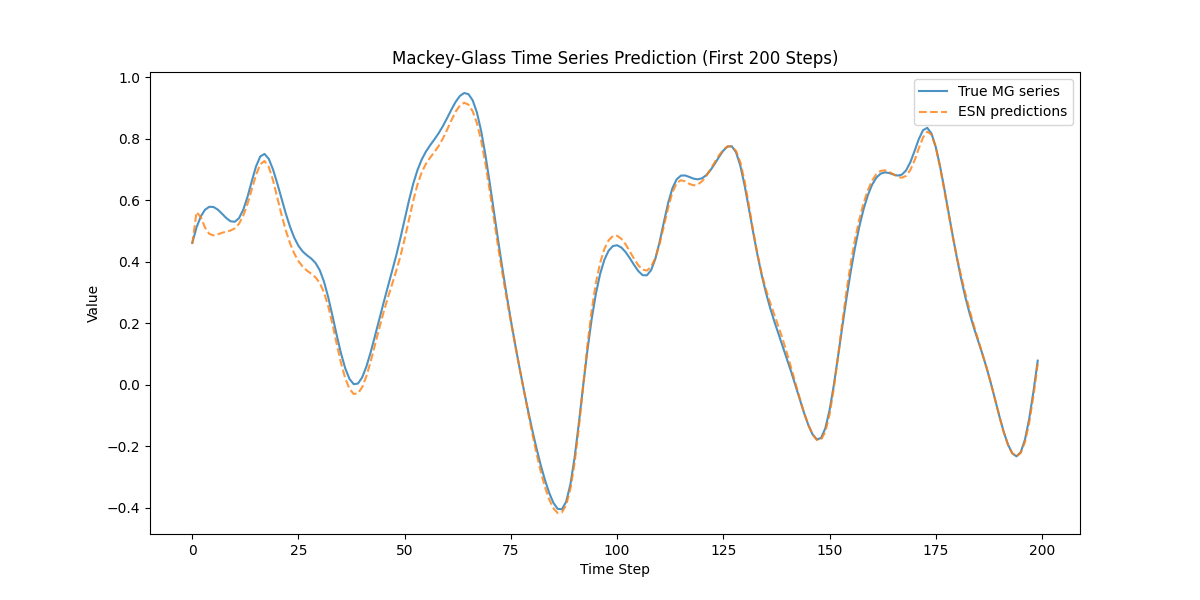 Mackey-Glass Time Series Prediction (First 200 Steps)
True MG series
ESN predictions
Value
1.0
0.8
0.6
0.4
0.2
0.0
−0.2
−0.4
0 25 50 75 100 125 150 175 200
Time Step